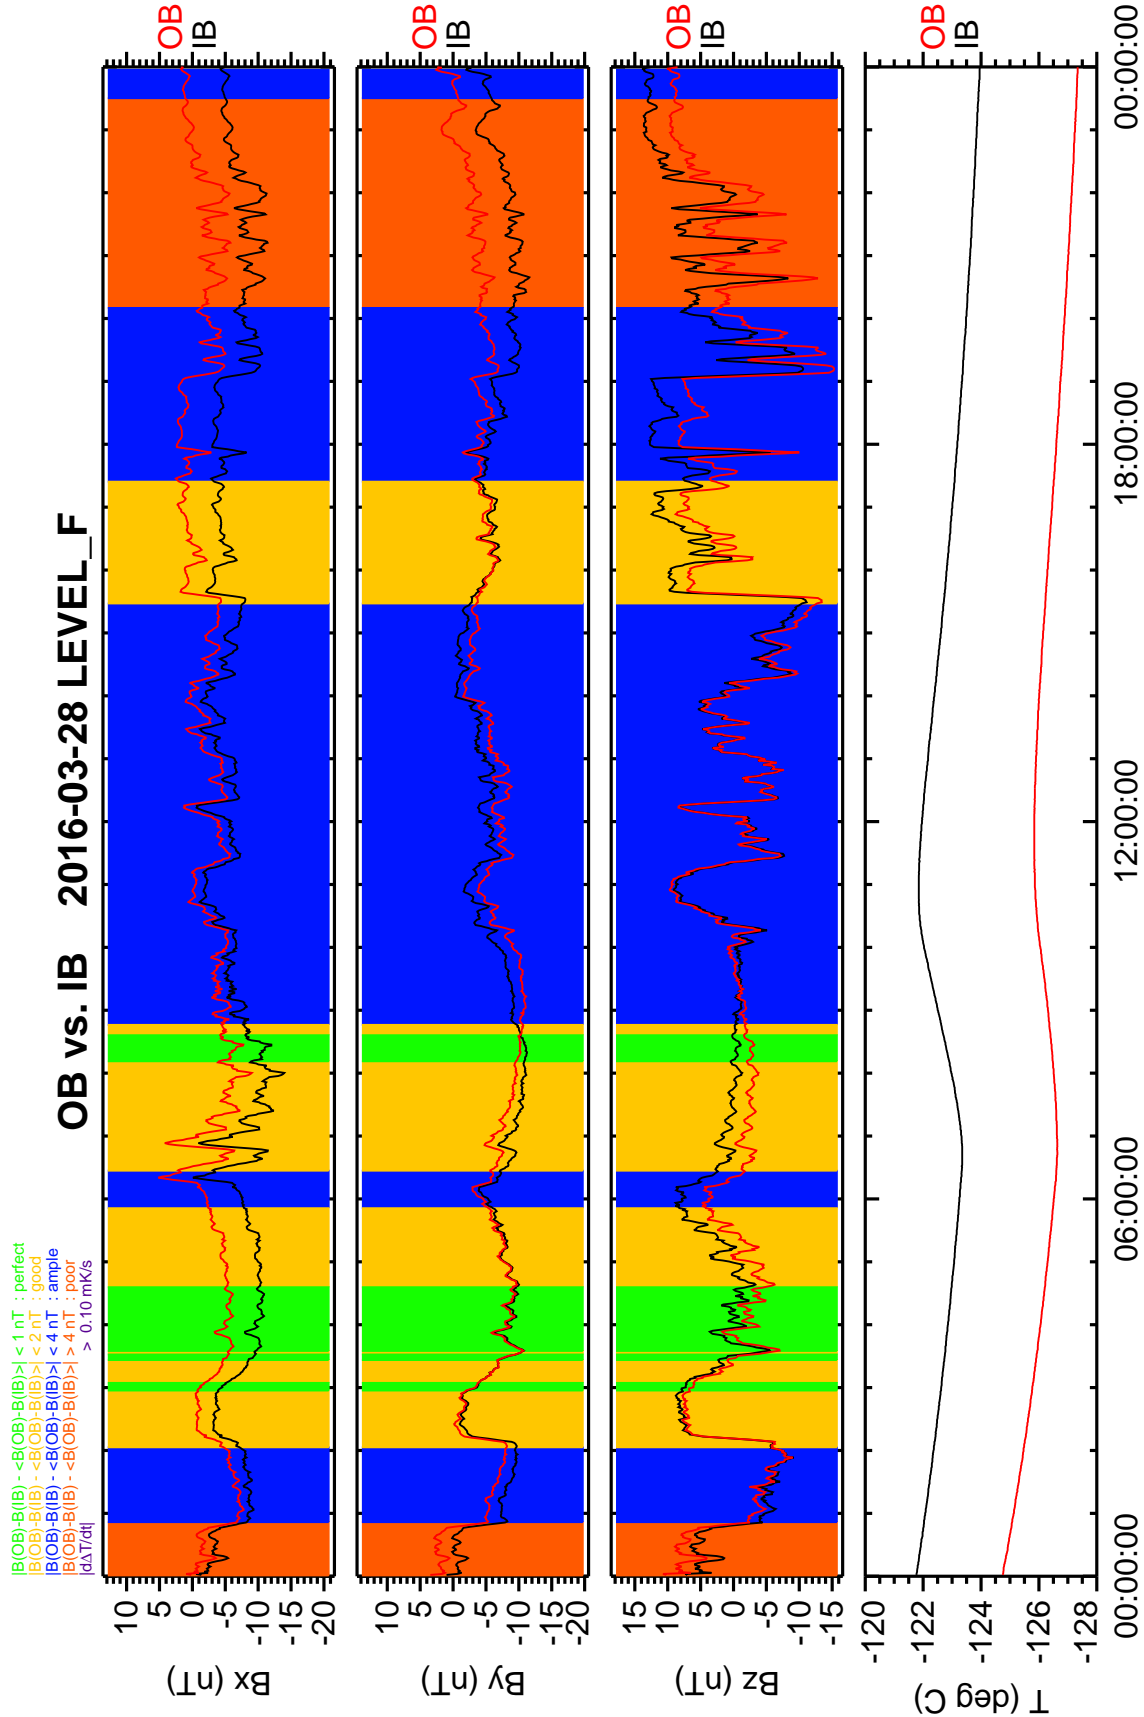 |B(OB)-B(IB) - <B(OB)-B(IB)>| < 1 nT : perfect
|B(OB)-B(IB) - <B(OB)-B(IB)>| < 2 nT : good
|B(OB)-B(IB) - <B(OB)-B(IB)>| < 4 nT : ample
|B(OB)-B(IB) - <B(OB)-B(IB)>| > 4 nT : poor
|dΔT/dt| > 0.10 mK/s
OB vs. IB 2016-03-28 LEVEL_F
Bx (nT)
10
5
0
-5
-10
-15
-20
OB
IB
By (nT)
10
5
0
-5
-10
-15
-20
OB
IB
Bz (nT)
15
10
5
0
-5
-10
-15
OB
IB
T (deg C)
-120
-122
-124
-126
-128
OB
IB
00:00:00 06:00:00 12:00:00 18:00:00 00:00:00